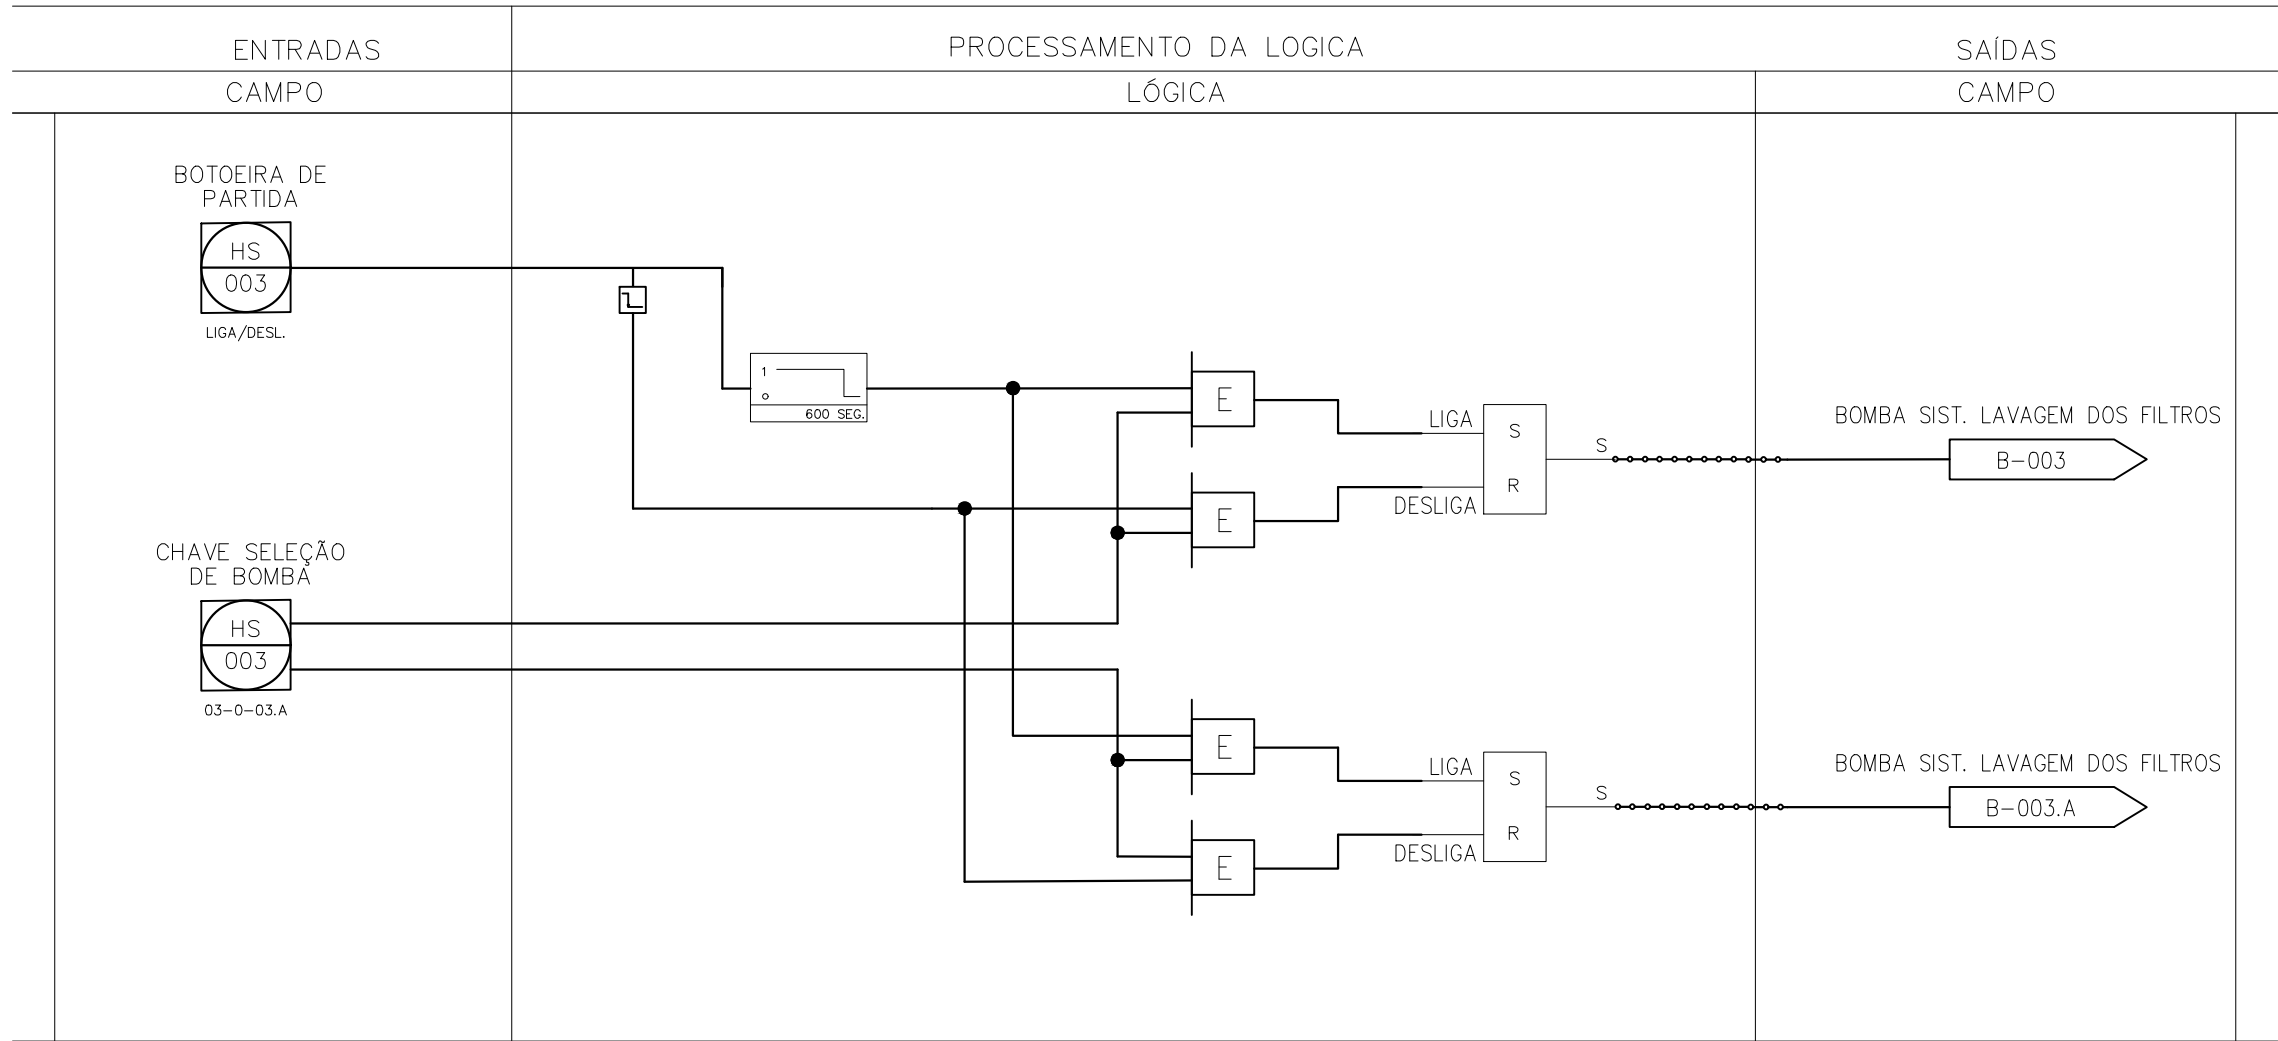 ENTRADAS
PROCESSAMENTO DA LOGICA
SAÍDAS
CAMPO
LÓGICA
CAMPO
BOTOEIRA DE
PARTIDA
HS
003
LIGA/DESL.
1
0
600 SEG.
E
LIGA
S
S
R
DESLIGA
E
BOMBA SIST. LAVAGEM DOS FILTROS
B-003
CHAVE SELEÇÃO
DE BOMBA
HS
003
03-0-03.A
E
LIGA
S
S
R
DESLIGA
E
BOMBA SIST. LAVAGEM DOS FILTROS
B-003.A